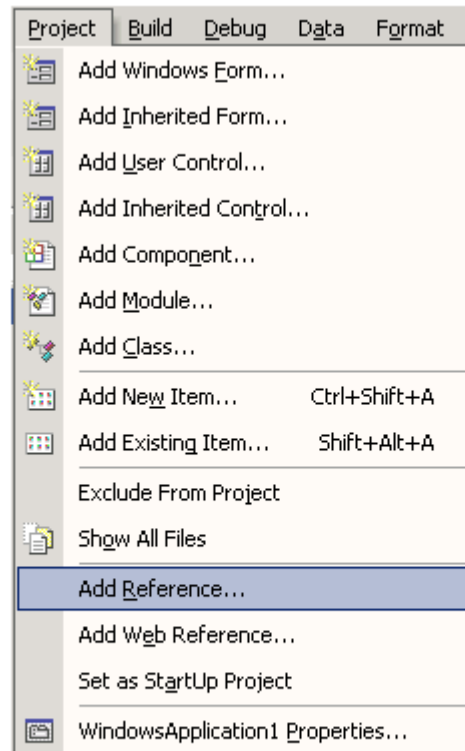 Project Build Debug Data Format
Add Windows Form...
Add Inherited Form...
Add User Control...
Add Inherited Control...
Add Component...
Add Module...
Add Class...
Add New Item... Ctrl+Shift+A
Add Existing Item... Shift+Alt+A
Exclude From Project
Show All Files
Add Reference...
Add Web Reference...
Set as StartUp Project
WindowsApplication1 Properties...